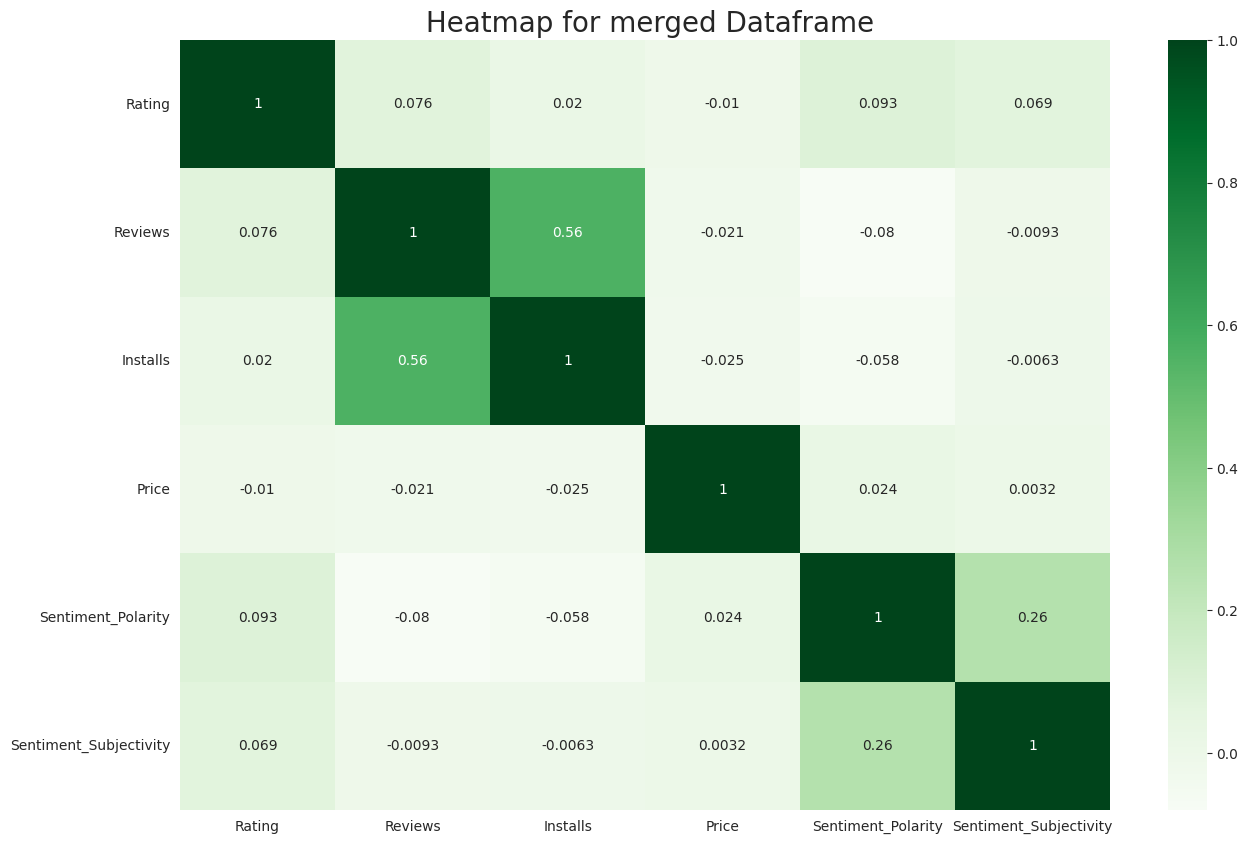 Heatmap for merged Dataframe
Rating 1 0.076 0.02 -0.01 0.093 0.069
Reviews 0.076 1 0.56 -0.021 -0.08 -0.0093
Installs 0.02 0.56 1 -0.025 -0.058 -0.0063
Price -0.01 -0.021 -0.025 1 0.024 0.0032
Sentiment_Polarity 0.093 -0.08 -0.058 0.024 1 0.26
Sentiment_Subjectivity 0.069 -0.0093 -0.0063 0.0032 0.26 1
Rating Reviews Installs Price Sentiment_Polarity Sentiment_Subjectivity
1.0
0.8
0.6
0.4
0.2
0.0